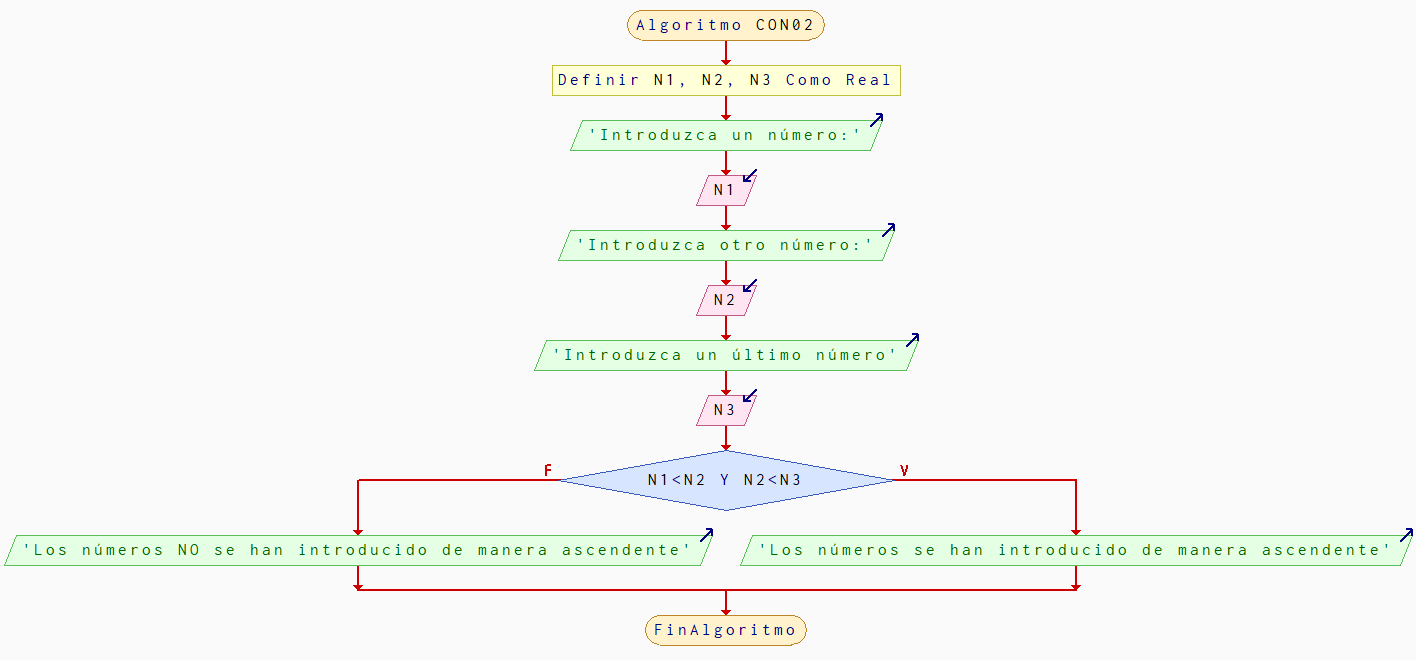 Algoritmo CON02
Definir N1, N2, N3 Como Real
'Introduzca un número:'
N1
'Introduzca otro número:'
N2
'Introduzca un último número'
N3
F
V
N1<N2 Y N2<N3
'Los números NO se han introducido de manera ascendente'
'Los números se han introducido de manera ascendente'
FinAlgoritmo